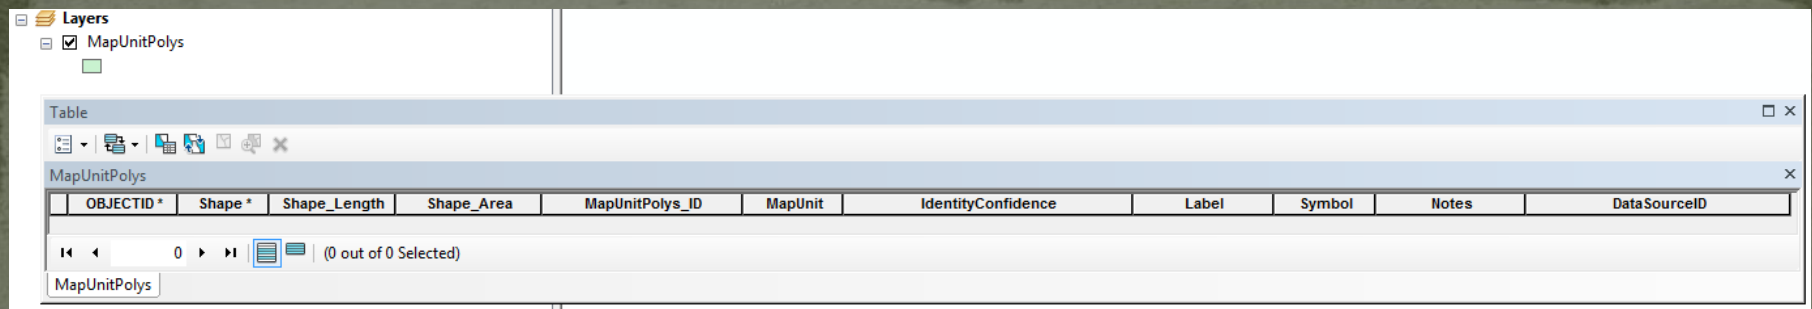 Layers
MapUnitPolys
Table
MapUnitPolys
OBJECTID * Shape * Shape_Length Shape_Area MapUnitPolys_ID MapUnit IdentityConfidence Label Symbol Notes DataSourceID
0 (0 out of 0 Selected)
MapUnitPolys